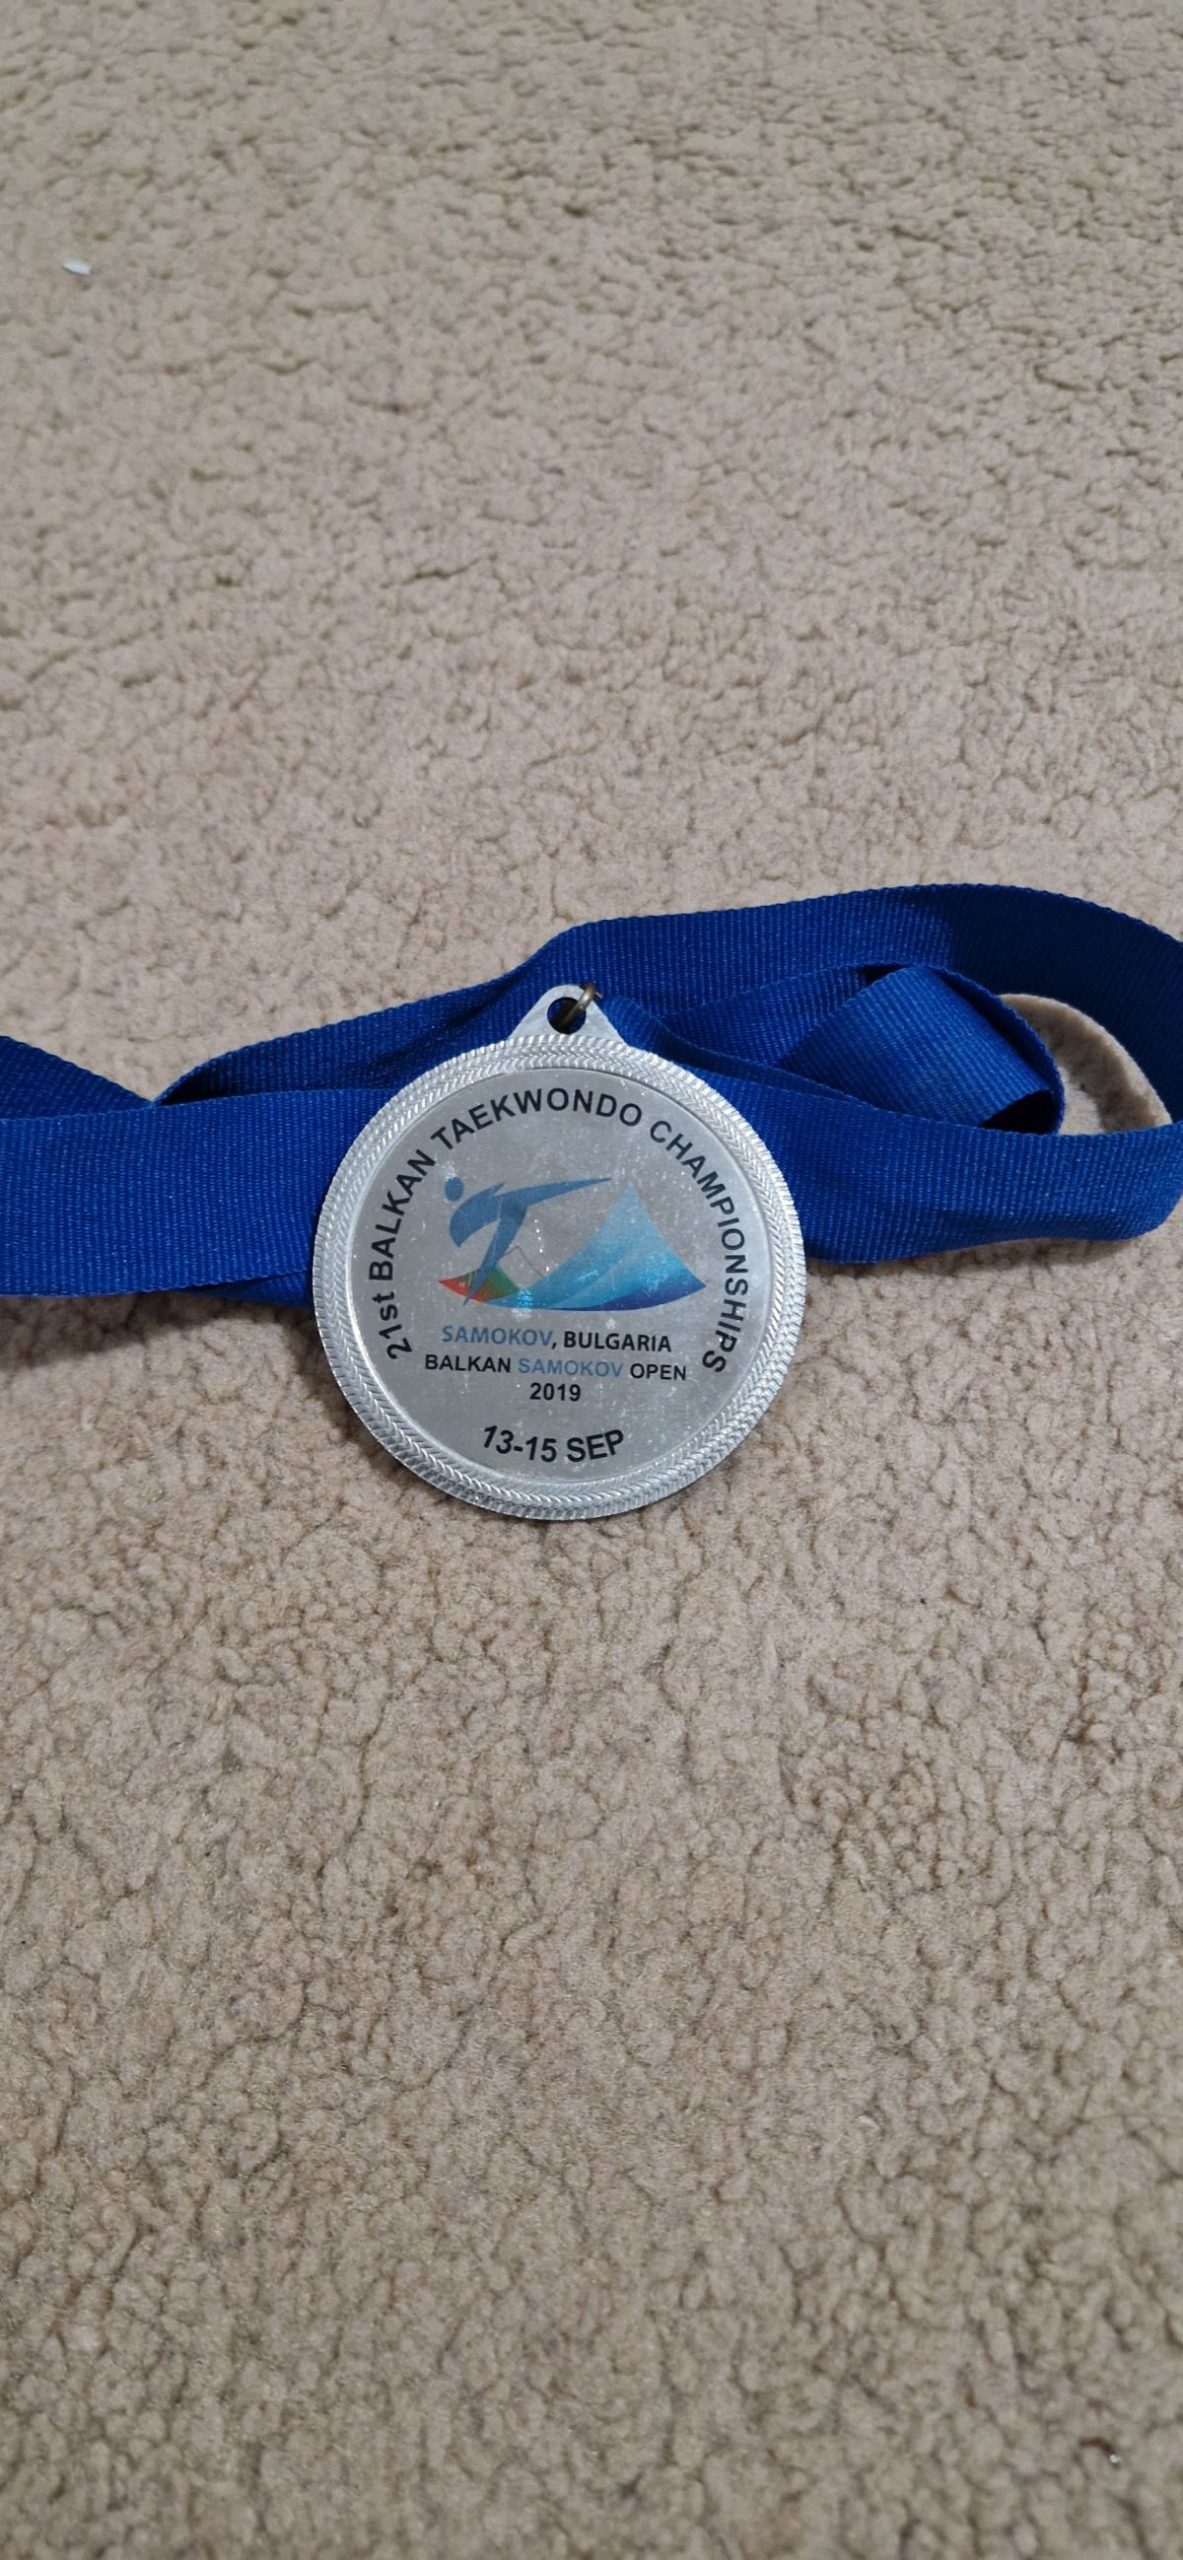 21st BALKAN TAEKWONDO CHAMPIONSHIPS
SAMOKOV, BULGARIA
BALKAN SAMOKOV OPEN
2019
13-15 SEP